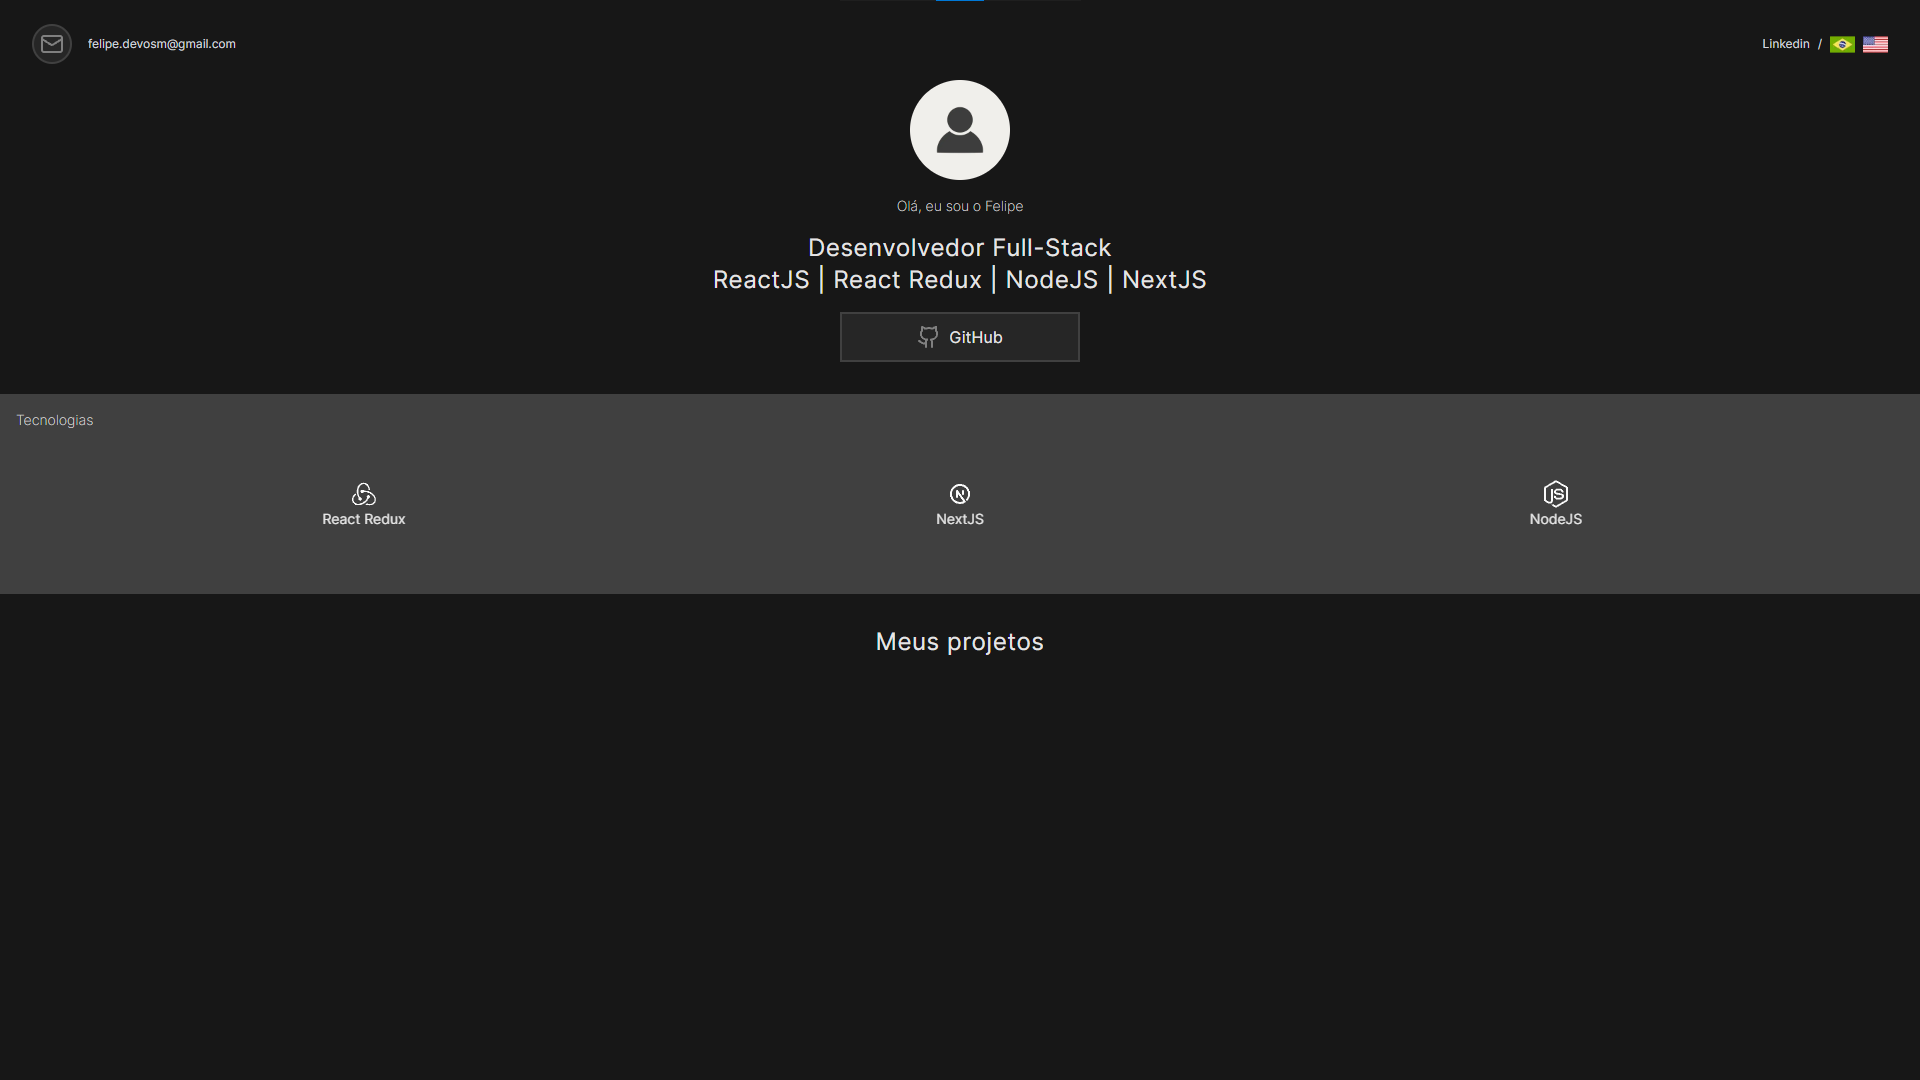 felipe.devosm@gmail.com
Linkedin /
Olá, eu sou o Felipe
Desenvolvedor Full-Stack
ReactJS | React Redux | NodeJS | NextJS
GitHub
Tecnologias
React Redux
NextJS
NodeJS
Meus projetos